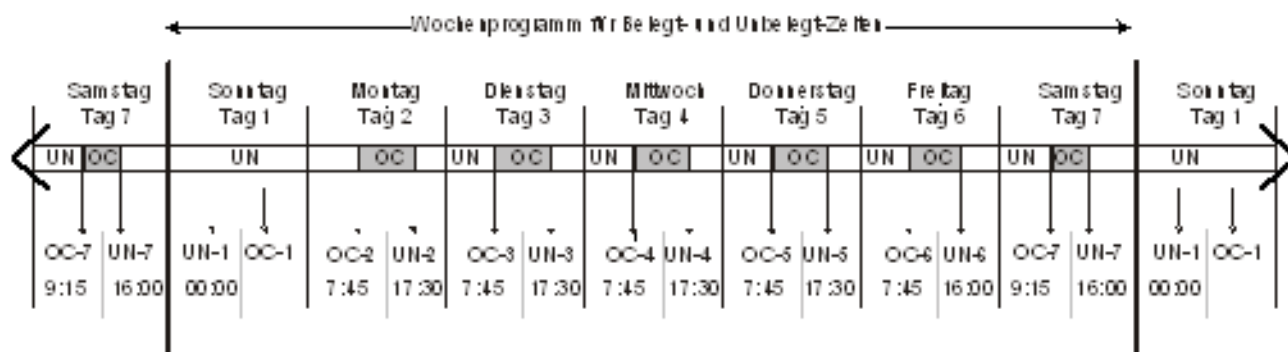 Wochenprogramm für Belegt- und Unbelegt-Zeiten
Samstag Sonntag Montag Dienstag Mittwoch Donnerstag Freitag Samstag Sonntag
Tag 7 Tag 1 Tag 2 Tag 3 Tag 4 Tag 5 Tag 6 Tag 7 Tag 1
UN OC UN OC UN OC UN OC UN OC UN OC UN OC UN
OC-7 UN-7 UN-1 OC-1 OC-2 UN-2 OC-3 UN-3 OC-4 UN-4 OC-5 UN-5 OC-6 UN-6 OC-7 UN-7 UN-1 OC-1
9:15 16:00 00:00 7:45 17:30 7:45 17:30 7:45 17:30 7:45 17:30 7:45 16:00 9:15 16:00 00:00